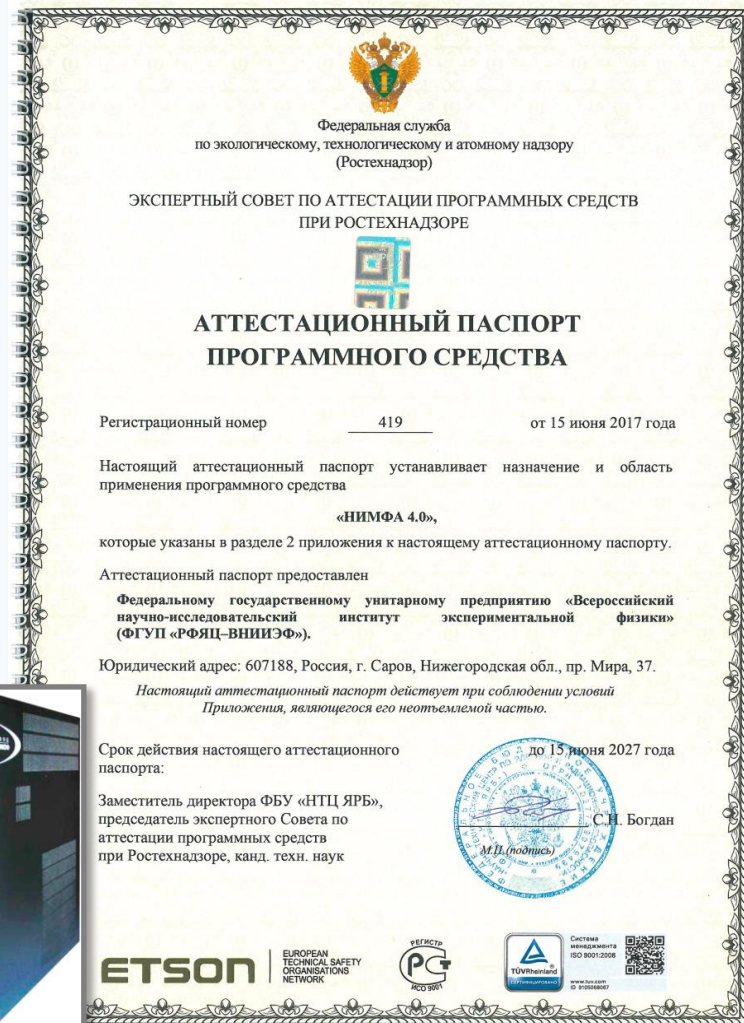 Федеральная служба
по экологическому, технологическому и атомному надзору
(Ростехнадзор)
ЭКСПЕРТНЫЙ СОВЕТ ПО АТТЕСТАЦИИ ПРОГРАММНЫХ СРЕДСТВ
ПРИ РОСТЕХНАДЗОРЕ
АТТЕСТАЦИОННЫЙ ПАСПОРТ
ПРОГРАММНОГО СРЕДСТВА
Регистрационный номер 419 от 15 июня 2017 года
Настоящий аттестационный паспорт устанавливает назначение и область
применения программного средства
«НИМФА 4.0»,
которые указаны в разделе 2 приложения к настоящему аттестационному паспорту.
Аттестационный паспорт предоставлен
Федеральному государственному унитарному предприятию «Всероссийский
научно-исследовательский институт экспериментальной физики»
(ФГУП «РФЯЦ–ВНИИЭФ»).
Юридический адрес: 607188, Россия, г. Саров, Нижегородская обл., пр. Мира, 37.
Настоящий аттестационный паспорт действует при соблюдении условий
Приложения, являющегося его неотъемлемой частью.
Срок действия настоящего аттестационного до 15 июня 2027 года
паспорта:
Заместитель директора ФБУ «НТЦ ЯРБ»,
председатель экспертного Совета по С.Н. Богдан
аттестации программных средств
при Ростехнадзоре, канд. техн. наук
М.П.(подпись)
ETSON
EUROPEAN
TECHNICAL SAFETY
ORGANISATIONS
NETWORK
РЕГИСТР
ИСО 9001
TÜVRheinland
СЕРТИФИЦИРОВАНО
Система
менеджмента
ISO 9001:2008
www.tuv.com
ID 9105068067